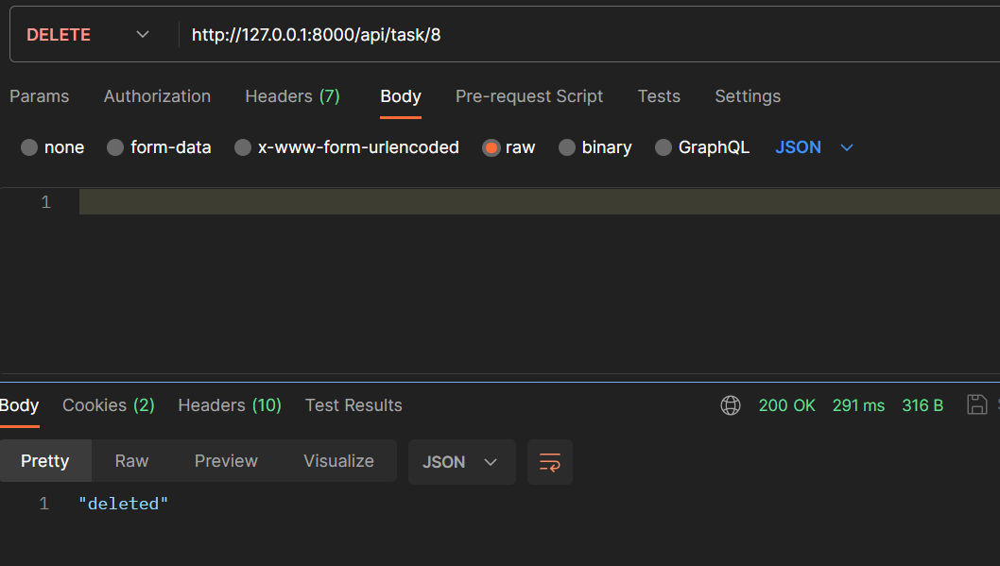 DELETE http://127.0.0.1:8000/api/task/8
Params Authorization Headers (7) Body Pre-request Script Tests Settings
none form-data x-www-form-urlencoded raw binary GraphQL JSON
1
Body Cookies (2) Headers (10) Test Results 200 OK 291 ms 316 B
Pretty Raw Preview Visualize JSON
1 "deleted"